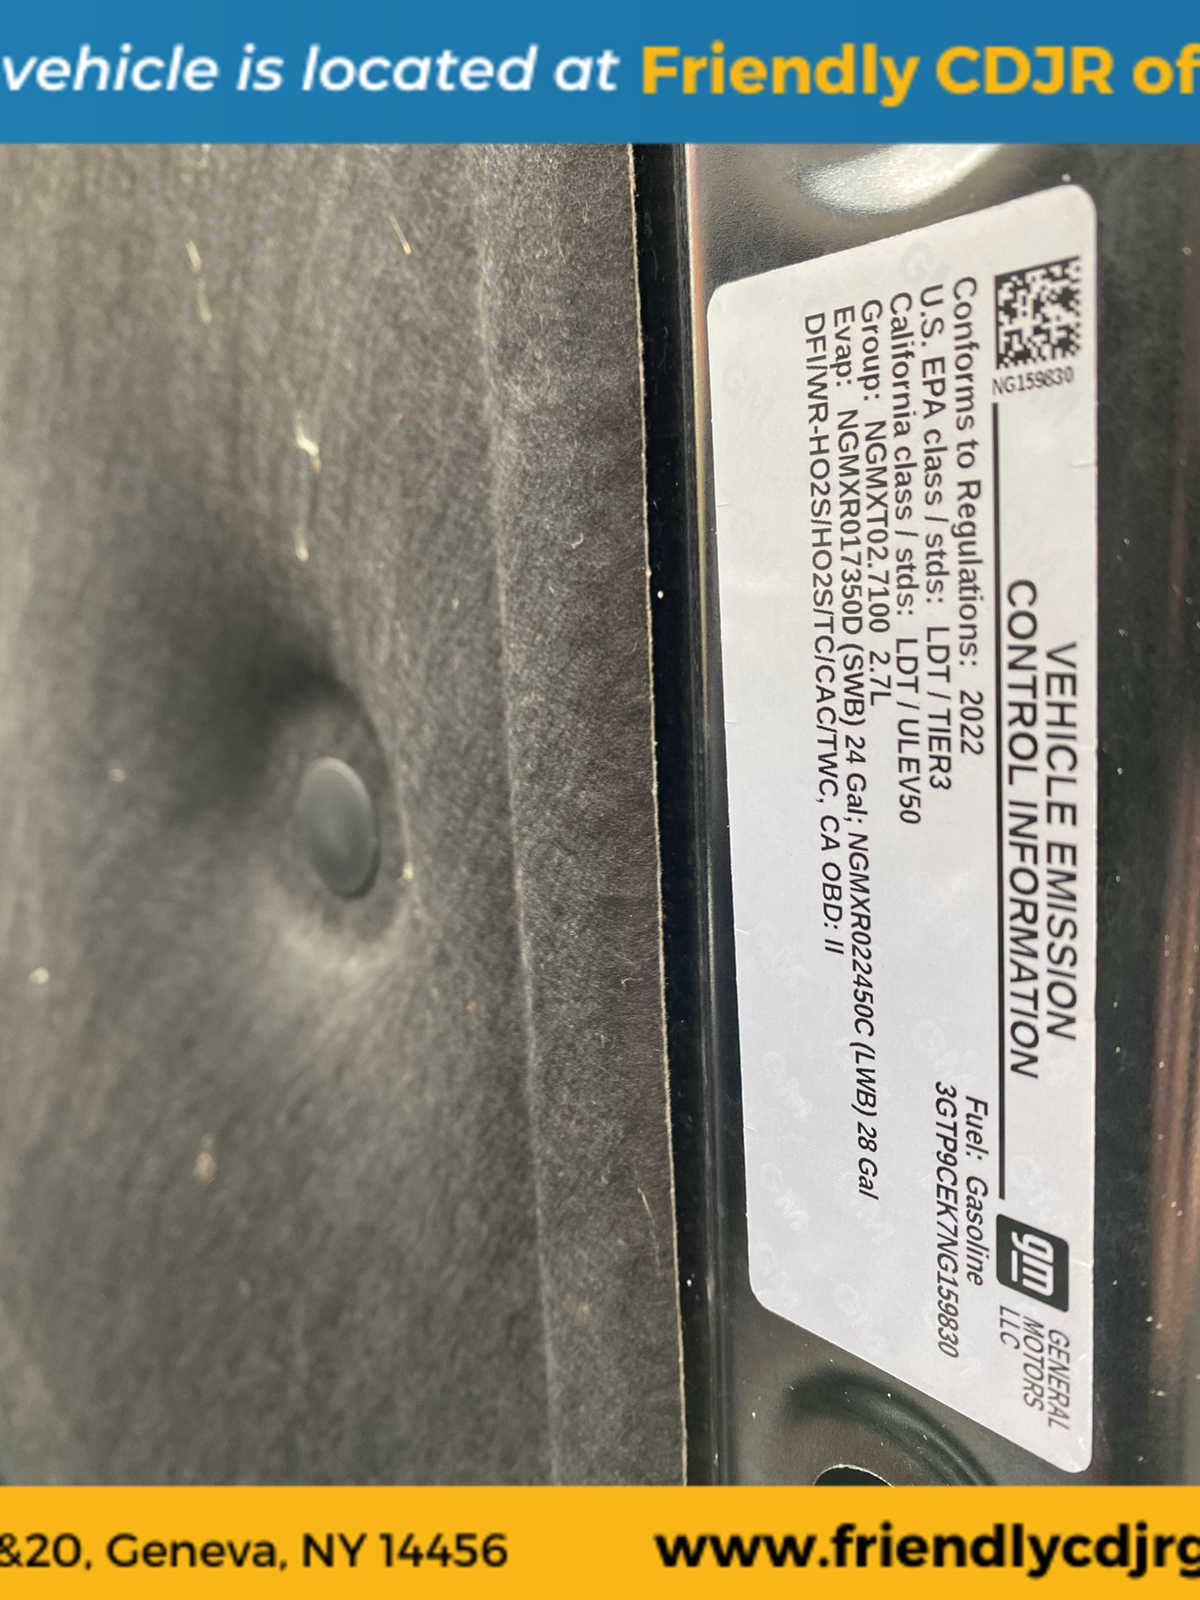 vehicle is located at Friendly CDJR of
NG159830
VEHICLE EMISSION
CONTROL INFORMATION
gm
GENERAL
MOTORS
LLC
Conforms to Regulations: 2022
Fuel: Gasoline
U.S. EPA class / stds: LDT / TIER3
3GTP9CEK7NG159830
California class / stds: LDT / ULEV50
Group: NGMXT02.7100 2.7L
Evap: NGMXR017350D (SWB) 24 Gal; NGMXR022450C (LWB) 28 Gal
DFI/WR-HO2S/HO2S/TC/CAC/TWC, CA OBD: II
&20, Geneva, NY 14456
www.friendlycdjrg